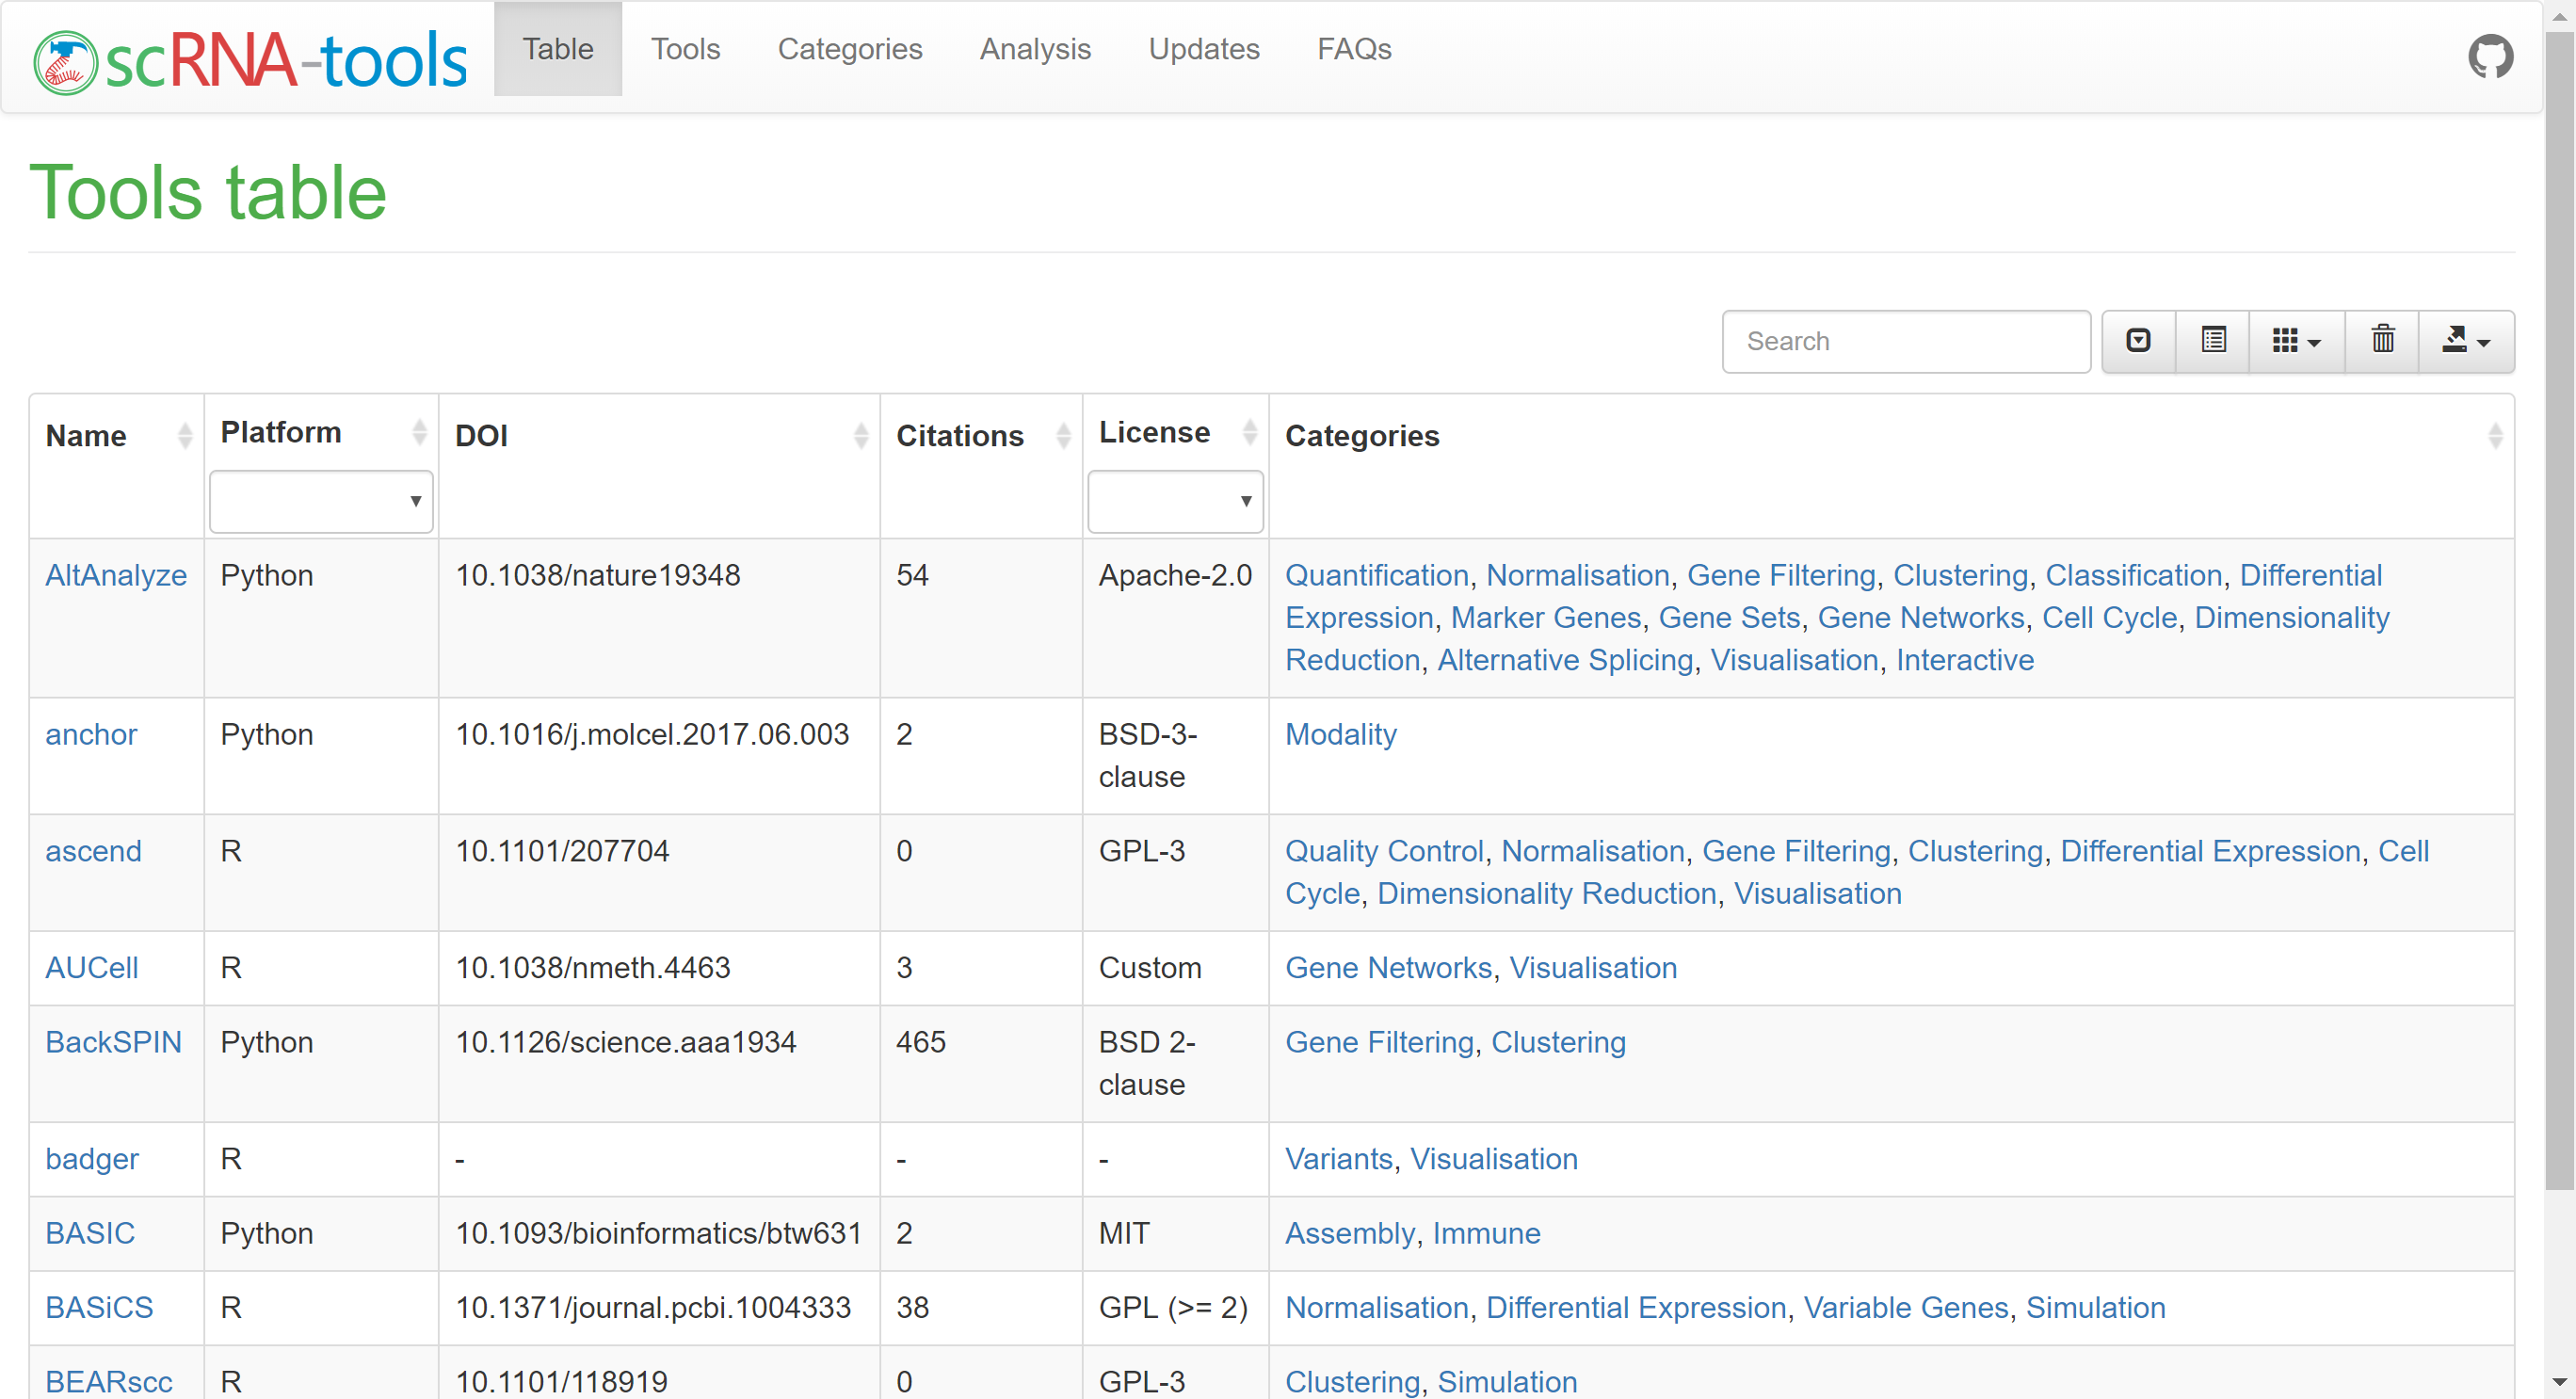 scRNA-tools Table Tools Categories Analysis Updates FAQs
Tools table
Search
Name Platform DOI Citations License Categories
AltAnalyze Python 10.1038/nature19348 54 Apache-2.0 Quantification, Normalisation, Gene Filtering, Clustering, Classification, Differential
Expression, Marker Genes, Gene Sets, Gene Networks, Cell Cycle, Dimensionality
Reduction, Alternative Splicing, Visualisation, Interactive
anchor Python 10.1016/j.molcel.2017.06.003 2 BSD-3- Modality
clause
ascend R 10.1101/207704 0 GPL-3 Quality Control, Normalisation, Gene Filtering, Clustering, Differential Expression, Cell
Cycle, Dimensionality Reduction, Visualisation
AUCell R 10.1038/nmeth.4463 3 Custom Gene Networks, Visualisation
BackSPIN Python 10.1126/science.aaa1934 465 BSD 2- Gene Filtering, Clustering
clause
badger R - - - Variants, Visualisation
BASIC Python 10.1093/bioinformatics/btw631 2 MIT Assembly, Immune
BASiCS R 10.1371/journal.pcbi.1004333 38 GPL (>= 2) Normalisation, Differential Expression, Variable Genes, Simulation
BEARscc R 10.1101/118919 0 GPL-3 Clustering, Simulation